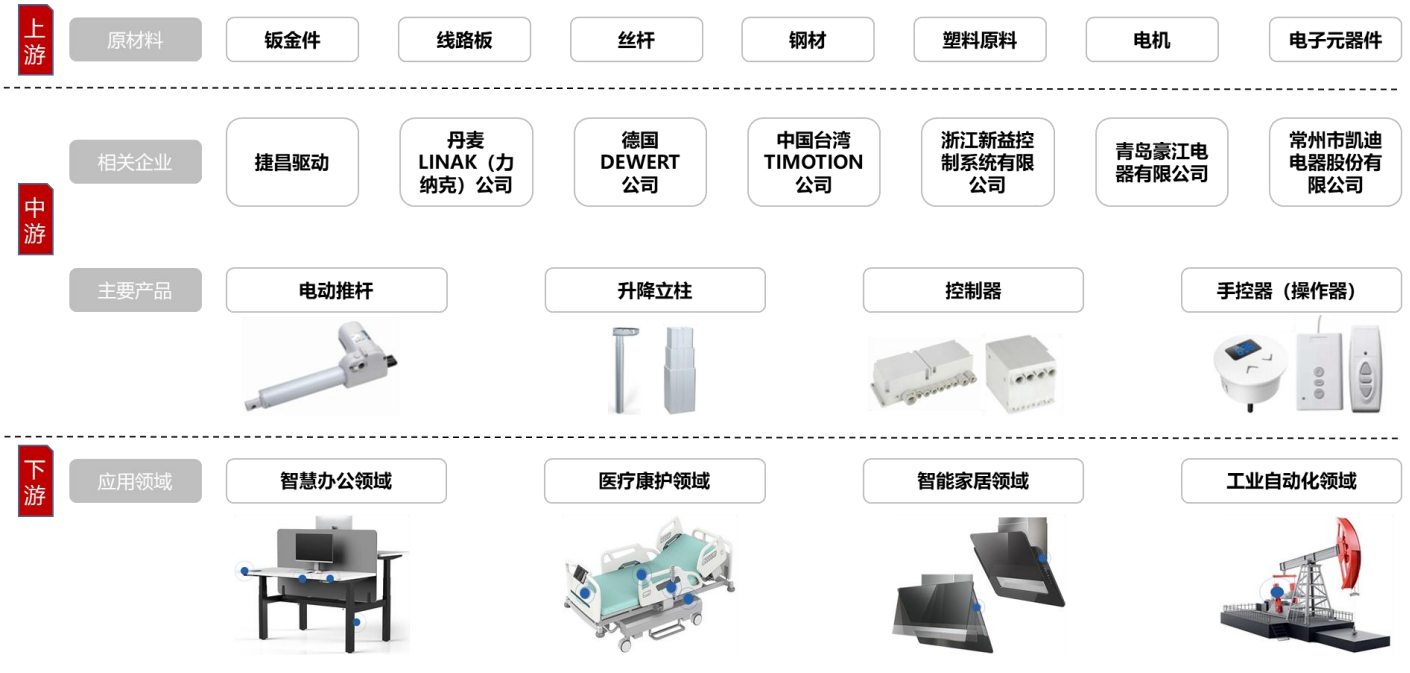 上游
原材料
钣金件
线路板
丝杆
钢材
塑料原料
电机
电子元器件
中游
相关企业
捷昌驱动
丹麦
LINAK（力
纳克）公司
德国
DEWERT
公司
中国台湾
TIMOTION
公司
浙江新益控
制系统有限
公司
青岛豪江电
器有限公司
常州市凯迪
电器股份有
限公司
主要产品
电动推杆
升降立柱
控制器
手控器（操作器）
下游
应用领域
智慧办公领域
医疗康护领域
智能家居领域
工业自动化领域